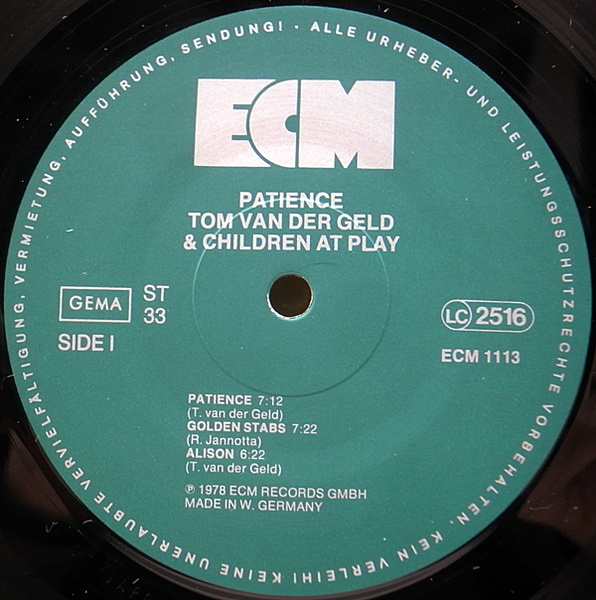 ALLE URHEBER- UND LEISTUNGSSCHUTZRECHTE VORBEHALTEN. KEIN VERLEIH! KEINE UNERLAUBTE VERVIELFÄLTIGUNG, VERMIETUNG, AUFFÜHRUNG, SENDUNG! ·
ECM
PATIENCE
TOM VAN DER GELD
& CHILDREN AT PLAY
GEMA
ST
33
SIDE I
LC 2516
ECM 1113
PATIENCE 7:12
(T. van der Geld)
GOLDEN STABS 7:22
(R. Jannotta)
ALISON 6:22
(T. van der Geld)
℗ 1978 ECM RECORDS GMBH
MADE IN W. GERMANY